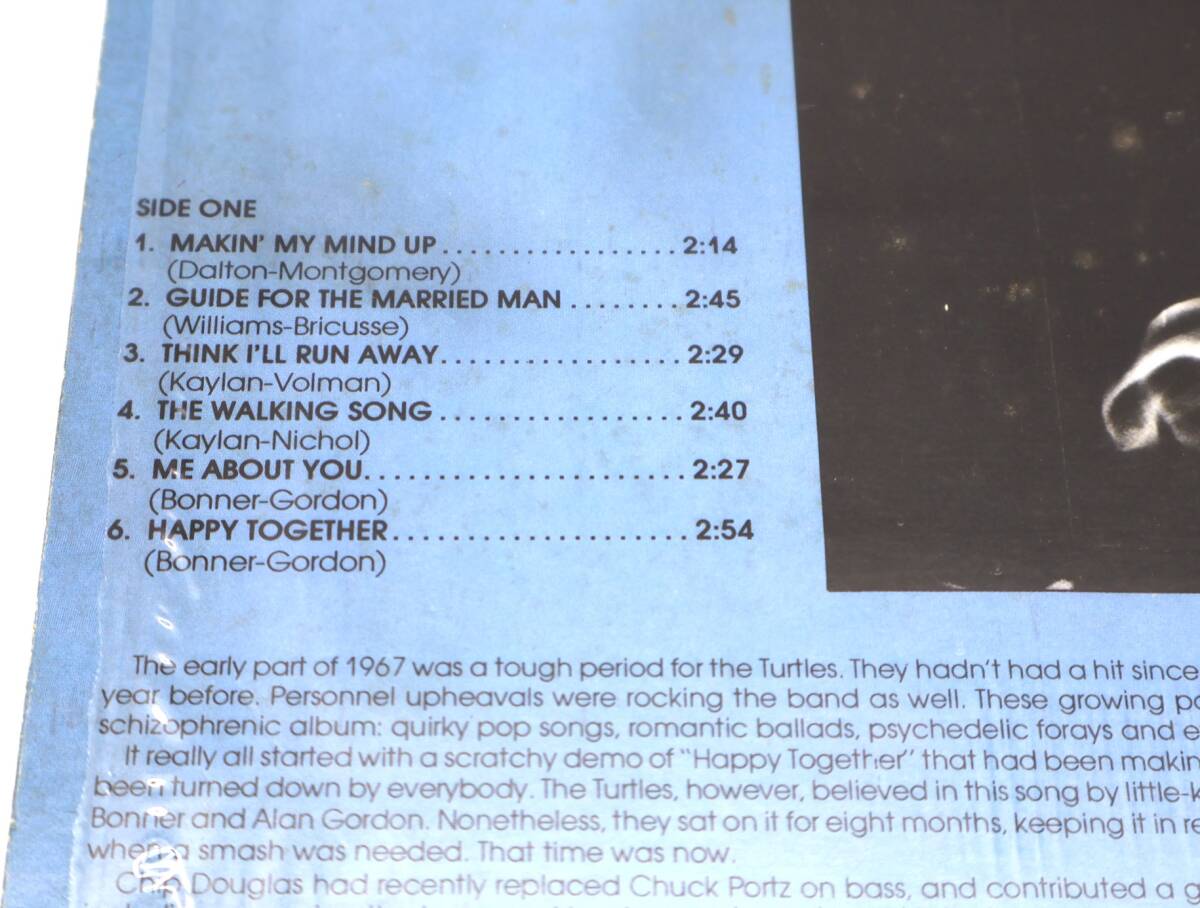 SIDE ONE
1. MAKIN' MY MIND UP.................2:14
(Dalton-Montgomery)
2. GUIDE FOR THE MARRIED MAN ........2:45
(Williams-Bricusse)
3. THINK I'LL RUN AWAY..................2:29
(Kaylan-Volman)
4. THE WALKING SONG..................2:40
(Kaylan-Nichol)
5. ME ABOUT YOU........................2:27
(Bonner-Gordon)
6. HAPPY TOGETHER......................2:54
(Bonner-Gordon)
The early part of 1967 was a tough period for the Turtles. They hadn't had a hit since
year before. Personnel upheavals were rocking the band as well. These growing
schizophrenic album: quirky pop songs, romantic ballads, psychedelic forays and
It really all started with a scratchy demo of "Happy Together" that had been makin
been turned down by everybody. The Turtles, however, believed in this song by little-k
Bonner and Alan Gordon. Nonetheless, they sat on it for eight months, keeping it in re
when a smash was needed. That time was now.
Chip Douglas had recently replaced Chuck Portz on bass, and contributed a g